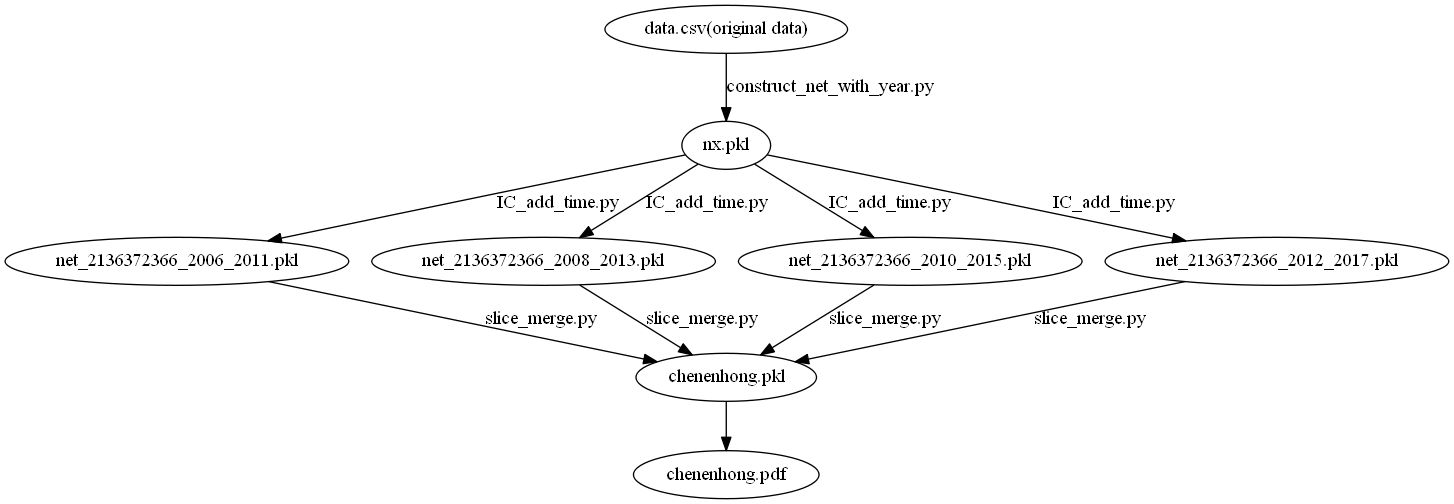 data.csv(original data)
construct_net_with_year.py
nx.pkl
IC_add_time.py
IC_add_time.py
IC_add_time.py
IC_add_time.py
net_2136372366_2006_2011.pkl
net_2136372366_2008_2013.pkl
net_2136372366_2010_2015.pkl
net_2136372366_2012_2017.pkl
slice_merge.py
slice_merge.py
slice_merge.py
slice_merge.py
chenenhong.pkl
chenenhong.pdf